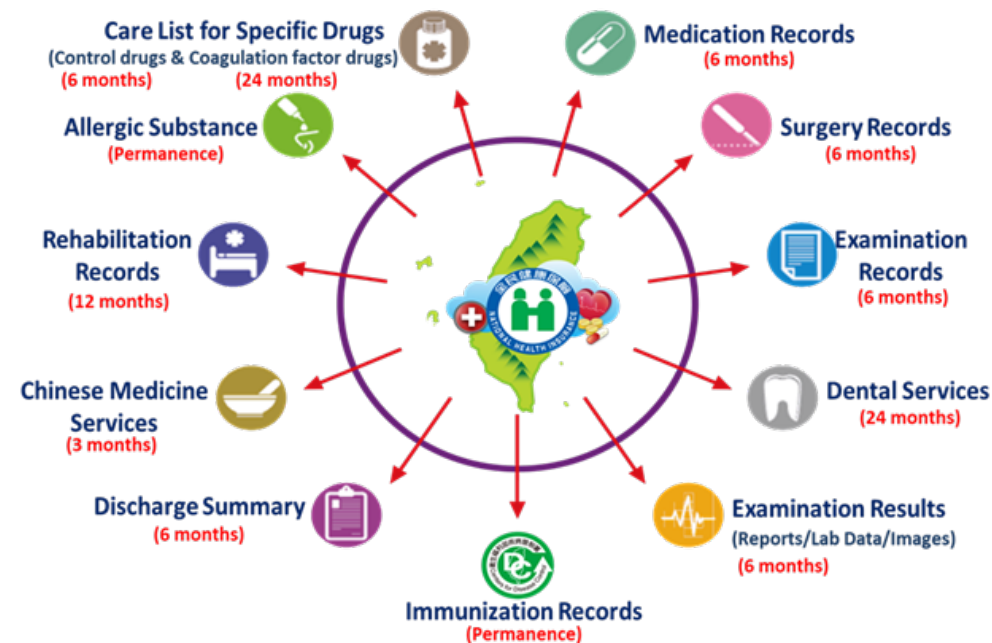 Care List for Specific Drugs
(Control drugs & Coagulation factor drugs)
(6 months) (24 months)
Medication Records
(6 months)
Allergic Substance
(Permanence)
Surgery Records
(6 months)
Rehabilitation
Records
(12 months)
Examination
Records
(6 months)
全民健康保險
NATIONAL HEALTH INSURANCE
Chinese Medicine
Services
(3 months)
Dental Services
(24 months)
Discharge Summary
(6 months)
Examination Results
(Reports/Lab Data/Images)
(6 months)
Immunization Records
(Permanence)